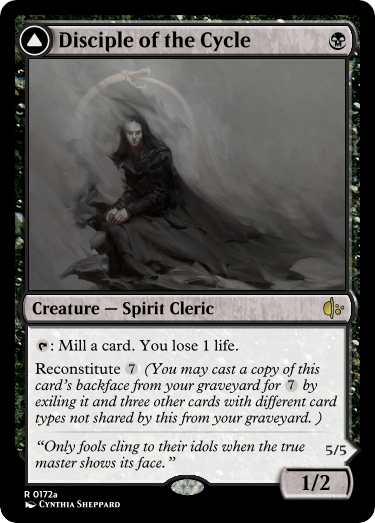 Disciple of the Cycle
Creature — Spirit Cleric
: Mill a card. You lose 1 life.
Reconstitute 7 (You may cast a copy of this
card's backface from your graveyard for 7 by
exiling it and three other cards with different card
types not shared by this from your graveyard. )
“Only fools cling to their idols when the true
master shows its face.”
5/5
1/2
R 0172a
Cynthia Sheppard